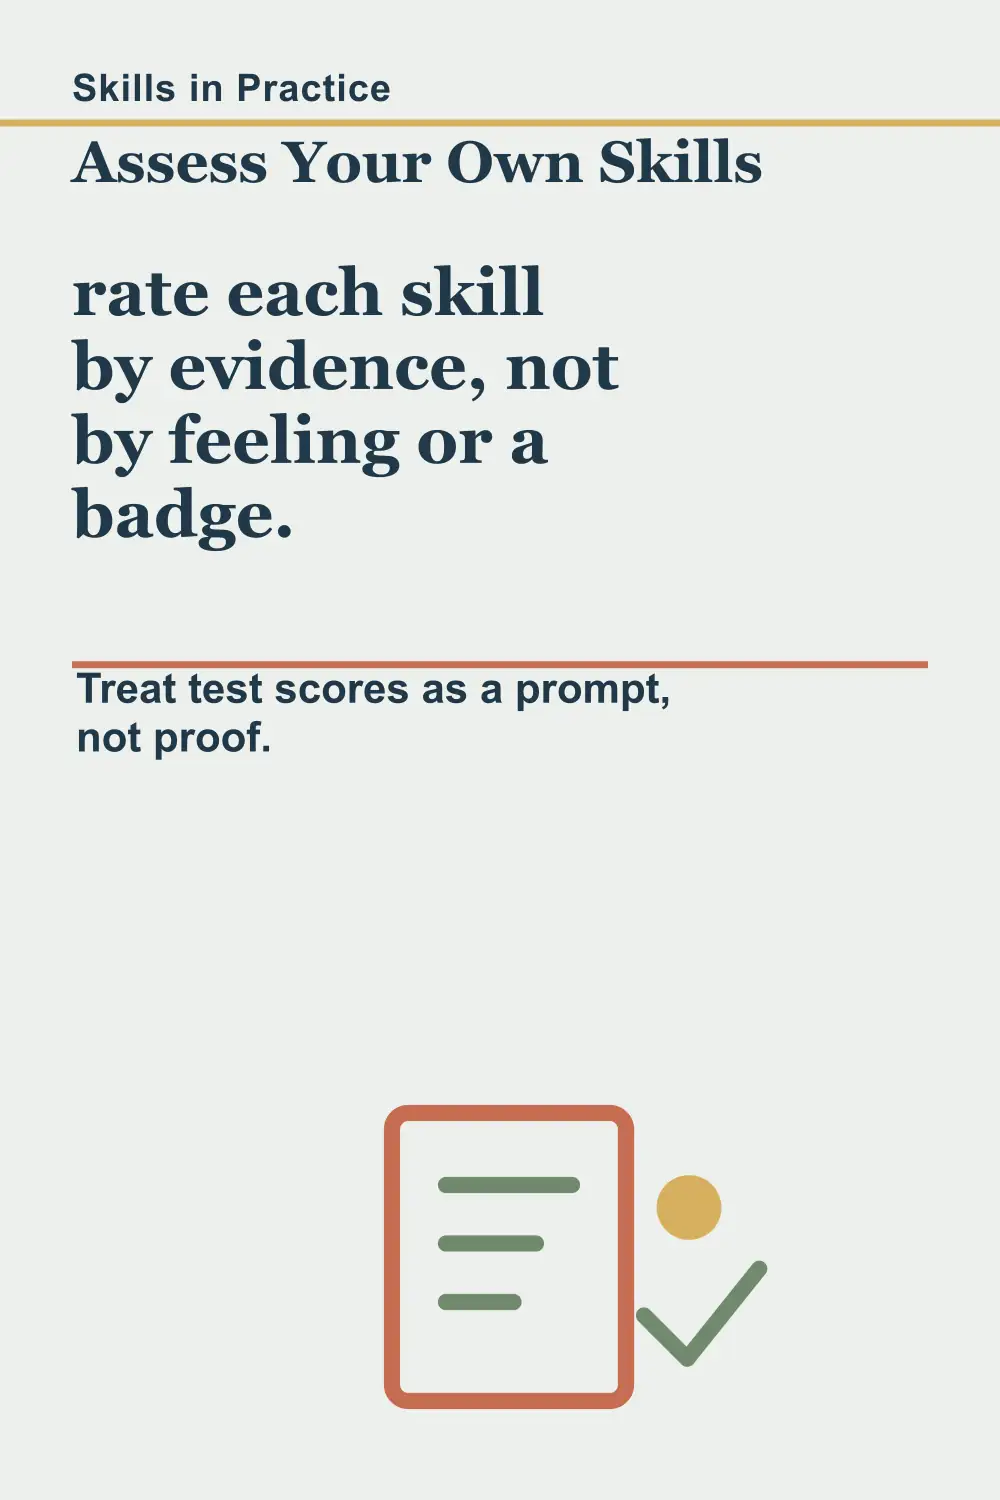 Skills in Practice
Assess Your Own Skills
rate each skill
by evidence, not
by feeling or a
badge.
Treat test scores as a prompt,
not proof.